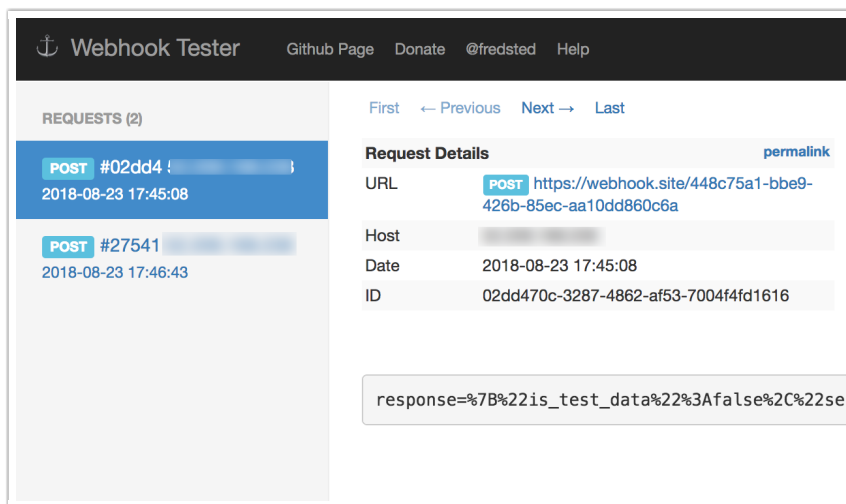 Webhook Tester Github Page Donate @fredsted Help
REQUESTS (2)
POST #02dd4
2018-08-23 17:45:08
POST #27541
2018-08-23 17:46:43
First ← Previous Next → Last
Request Details permalink
URL POST https://webhook.site/448c75a1-bbe9-
426b-85ec-aa10dd860c6a
Host
Date 2018-08-23 17:45:08
ID 02dd470c-3287-4862-af53-7004f4fd1616
response=%7B%22is_test_data%22%3Afalse%2C%22se